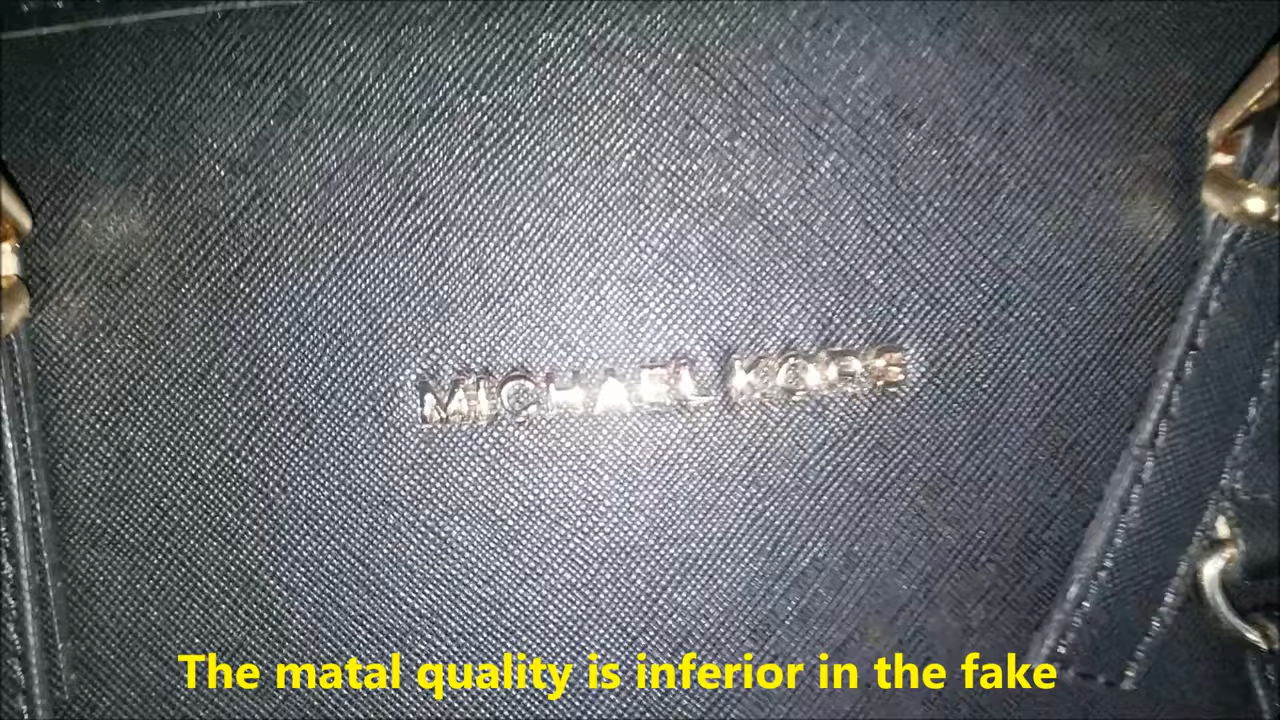 MICHAEL KORS
The matal quality is inferior in the fake